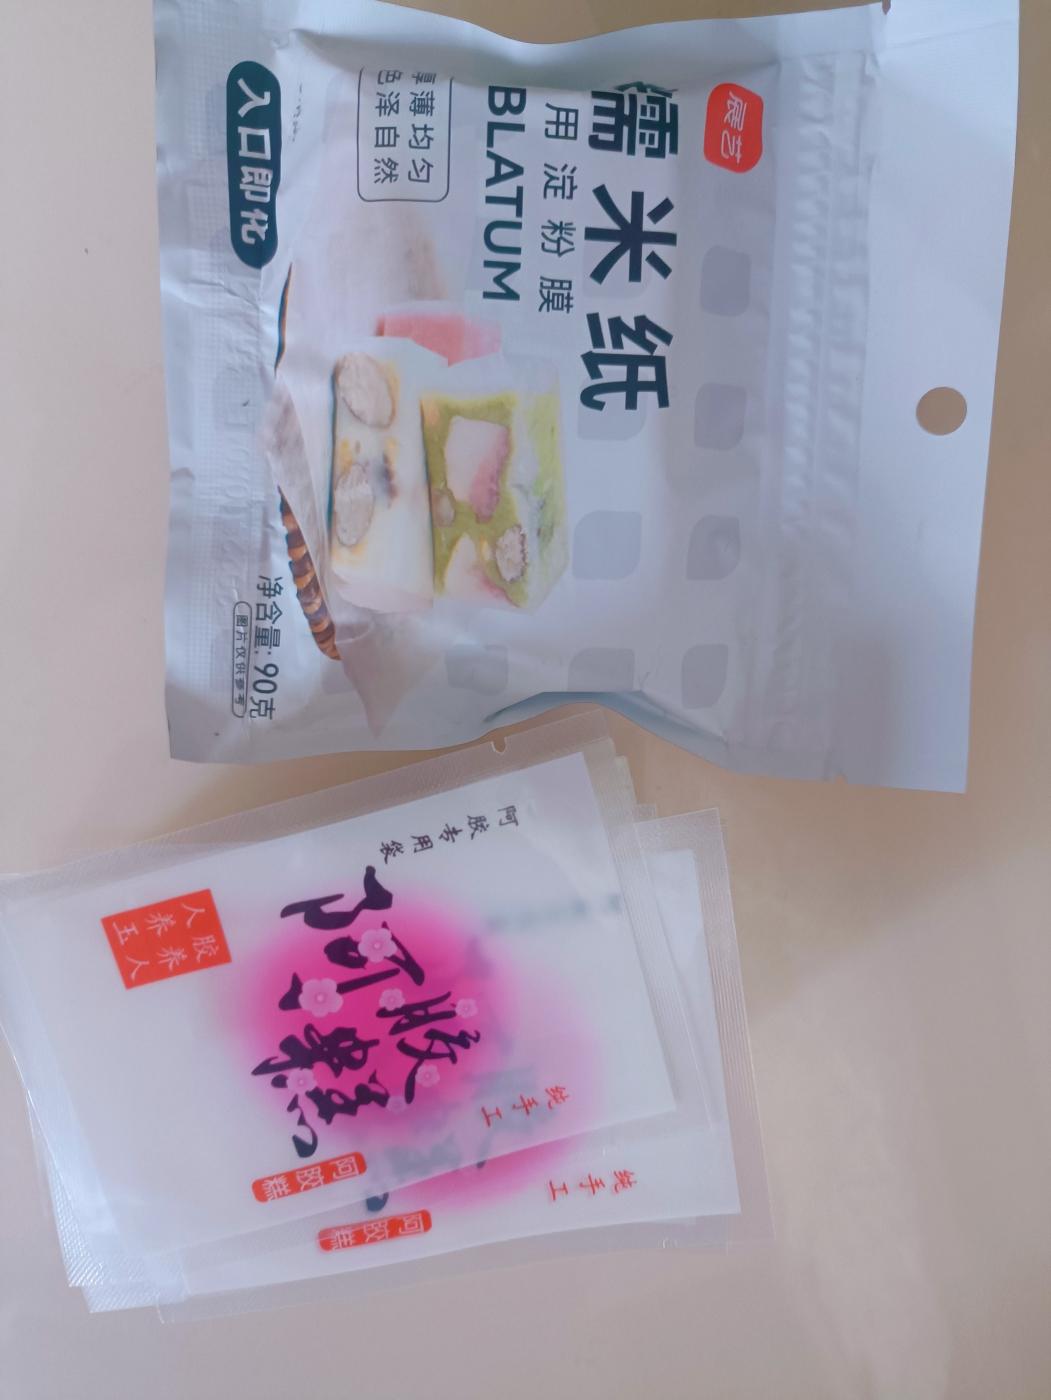 展艺
糯米纸
用淀粉膜
BLATUM
厚薄均匀
色泽自然
入口即化
净含量:90克
图片仅供参考
阿胶专用袋
阿胶糕
纯手工
阿胶糕
人养玉
胶养人
纯手工
阿胶糕